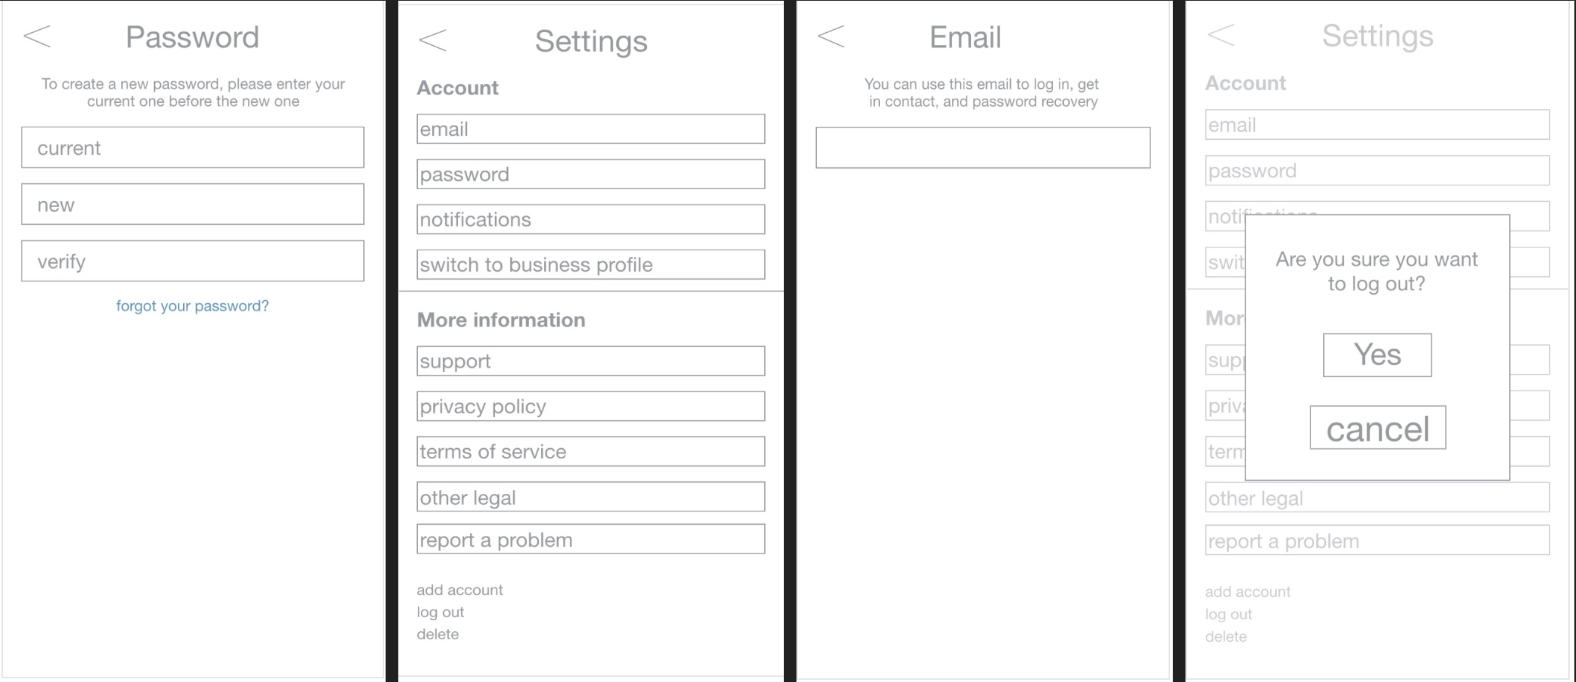 Password
To create a new password, please enter your
current one before the new one
current
new
verify
forgot your password?
Settings
Account
email
password
notifications
switch to business profile
More information
support
privacy policy
terms of service
other legal
report a problem
add account
log out
delete
Email
You can use this email to log in, get
in contact, and password recovery
Settings
Account
email
password
notifications
swit
Are you sure you want
to log out?
Mor
supp
Yes
priva
cancel
term
other legal
report a problem
add account
log out
delete